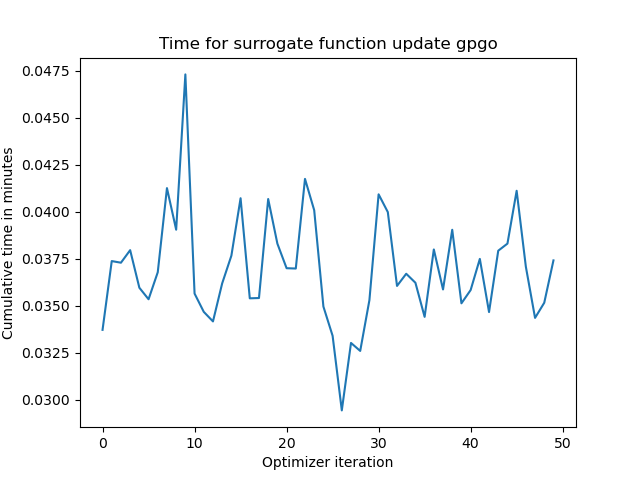 Time for surrogate function update gpgo
0.0475
0.0450
0.0425
0.0400
0.0375
0.0350
0.0325
0.0300
Cumulative time in minutes
0 10 20 30 40 50
Optimizer iteration